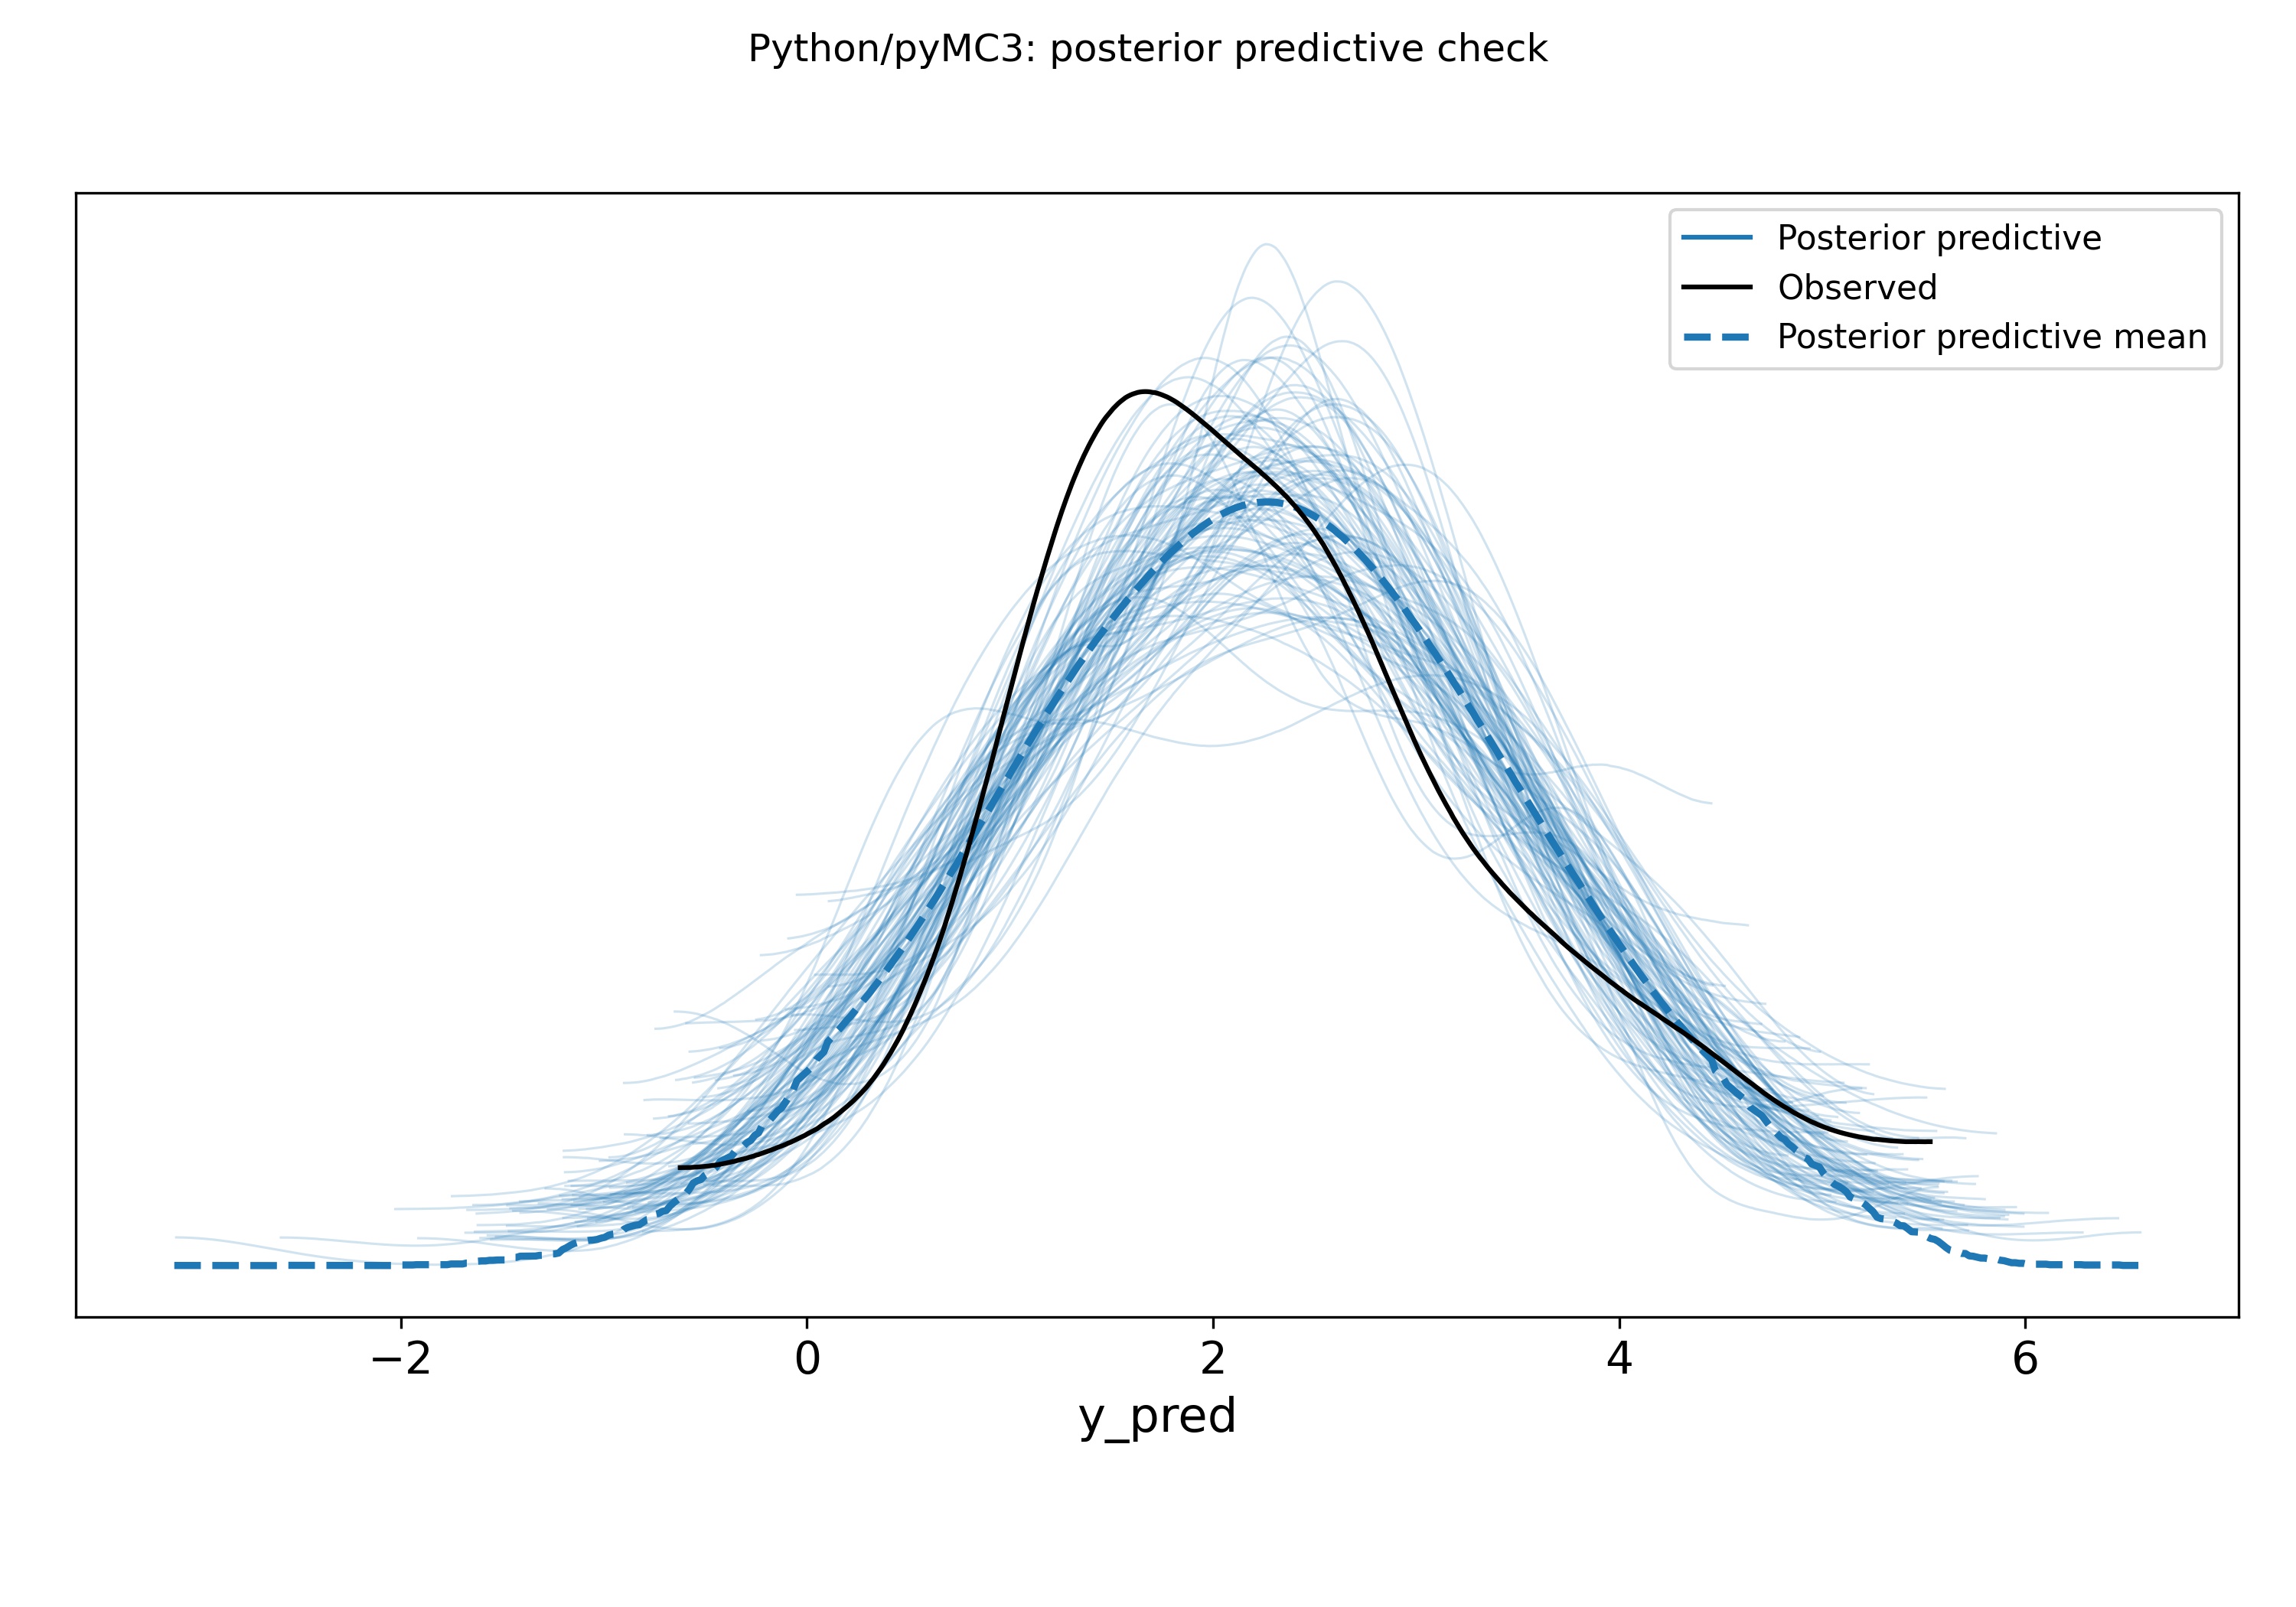 Python/pyMC3: posterior predictive check
Posterior predictive
Observed
Posterior predictive mean
−2 0 2 4 6
y_pred